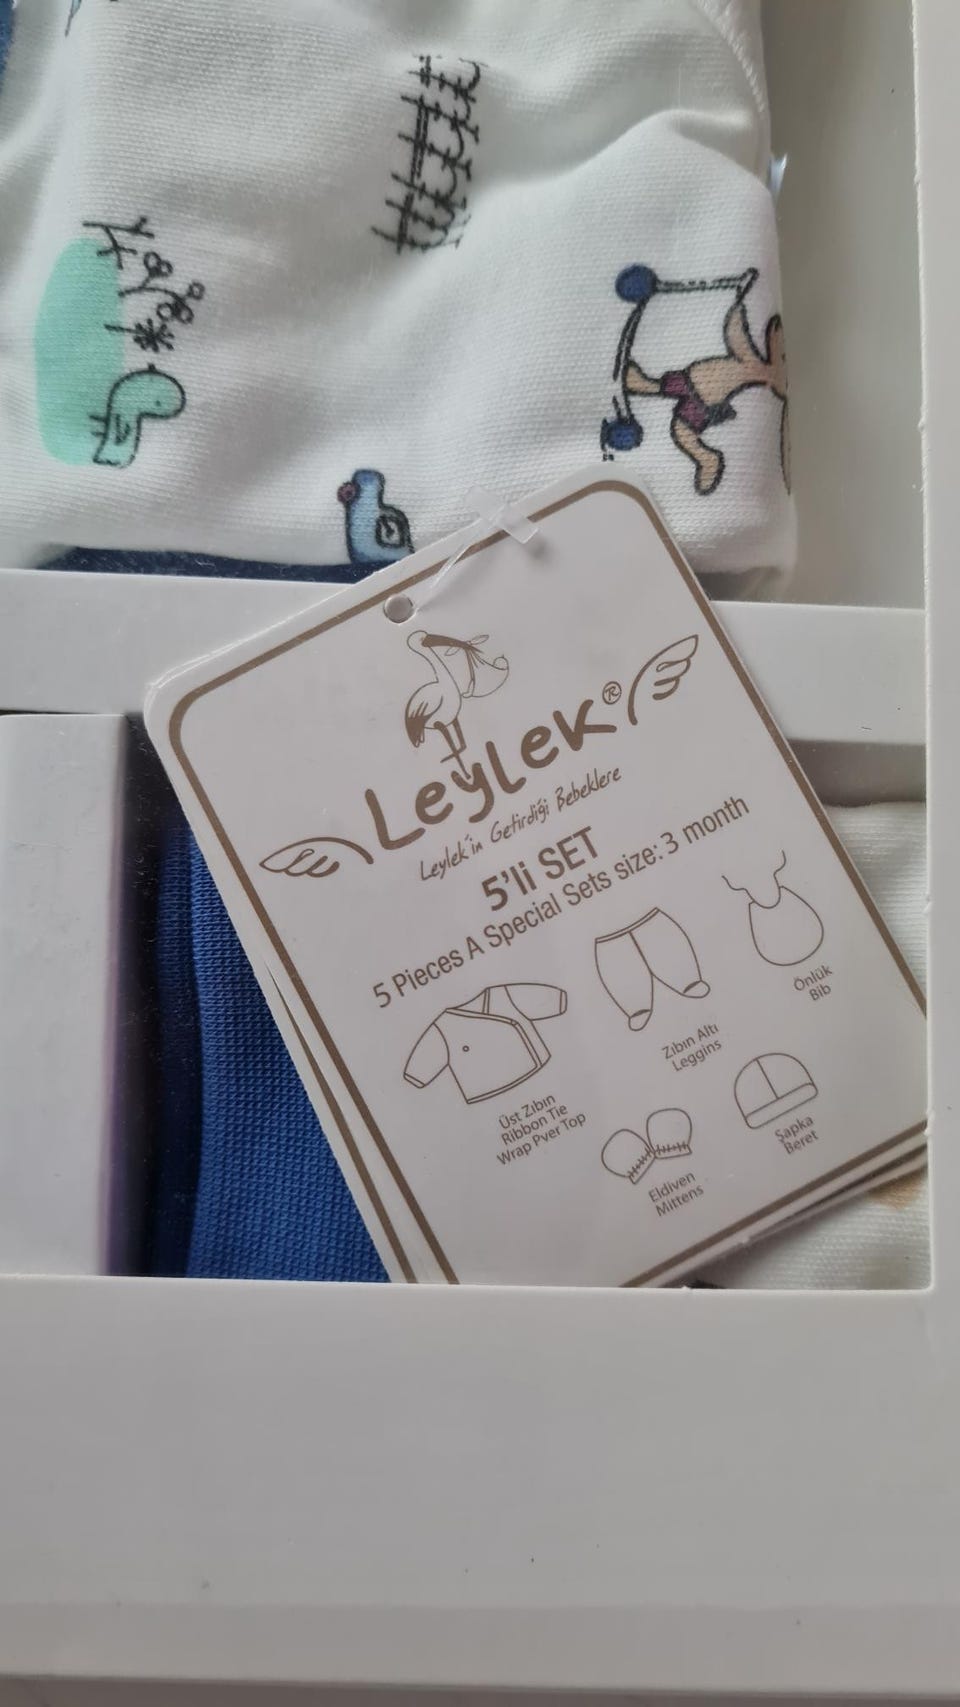 Leylek®
Leylek'in Getirdiği Bebeklere
5'li SET
5 Pieces A Special Sets size: 3 month
Üst Zıbın
Ribbon Tie
Wrap Pver Top
Zıbın Altı
Leggins
Önlük
Bib
Eldiven
Mittens
Şapka
Beret